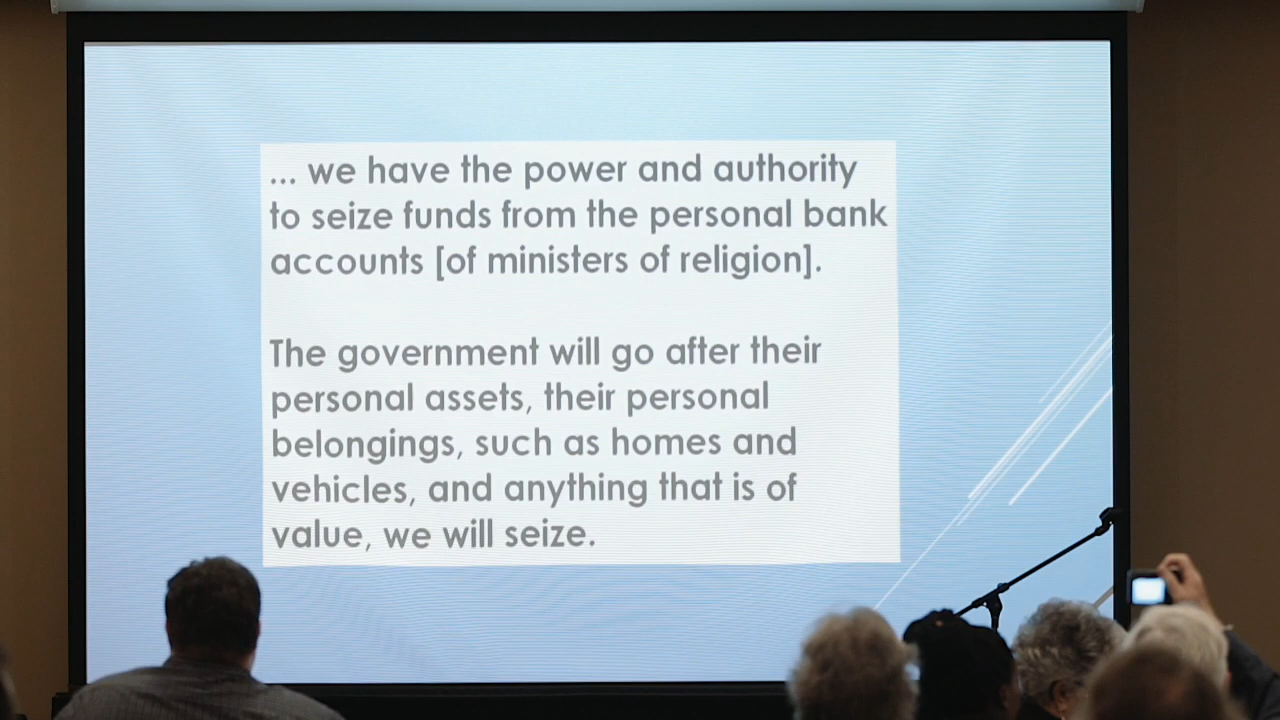 ... we have the power and authority
to seize funds from the personal bank
accounts [of ministers of religion].
The government will go after their
personal assets, their personal
belongings, such as homes and
vehicles, and anything that is of
value, we will seize.